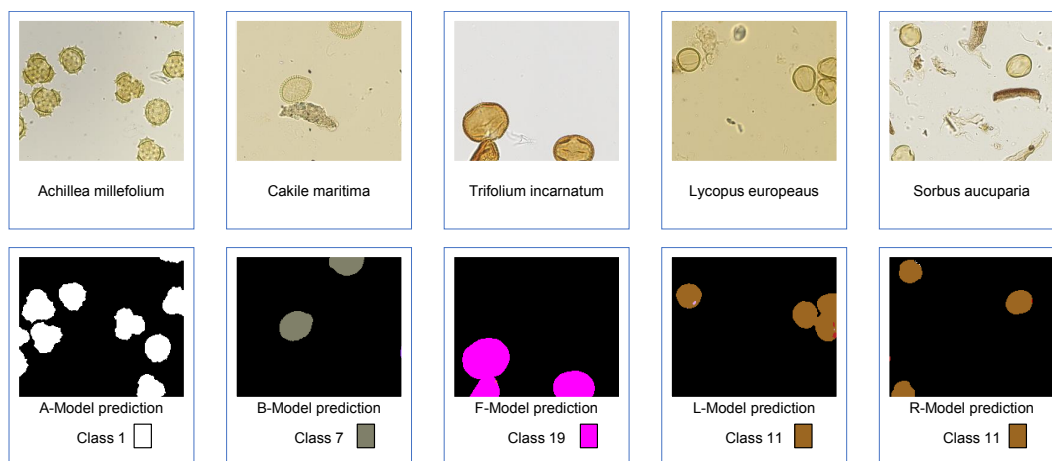 Achillea millefolium
Cakile maritima
Trifolium incarnatum
Lycopus europeaus
Sorbus aucuparia
A-Model prediction
Class 1
B-Model prediction
Class 7
F-Model prediction
Class 19
L-Model prediction
Class 11
R-Model prediction
Class 11